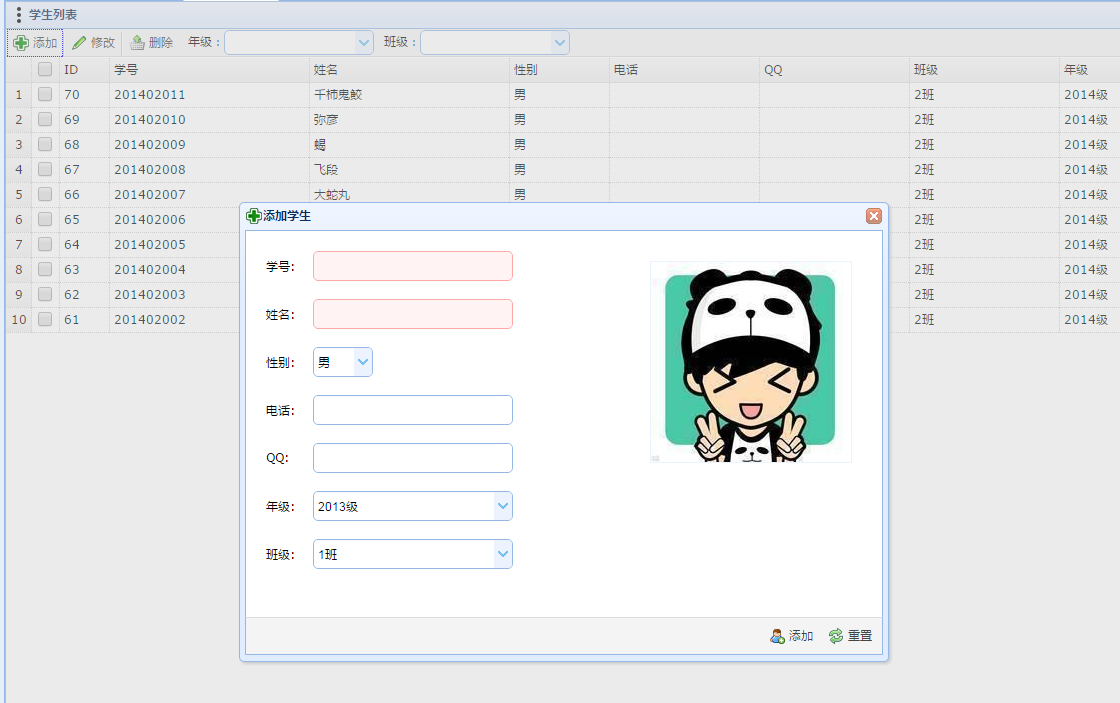 学生列表
添加 修改 删除 年级： 班级：
ID 学号 姓名 性别 电话 QQ 班级 年级
1 70 201402011 千柿鬼鲛 男 2班 2014级
2 69 201402010 弥彦 男 2班 2014级
3 68 201402009 蝎 男 2班 2014级
4 67 201402008 飞段 男 2班 2014级
5 66 201402007 大蛇丸 男 2班 2014级
6 65 201402006 2班 2014级
7 64 201402005 2班 2014级
8 63 201402004 2班 2014级
9 62 201402003 2班 2014级
10 61 201402002 2班 2014级
添加学生
学号:
姓名:
性别: 男
电话:
QQ:
年级: 2013级
班级: 1班
添加 重置